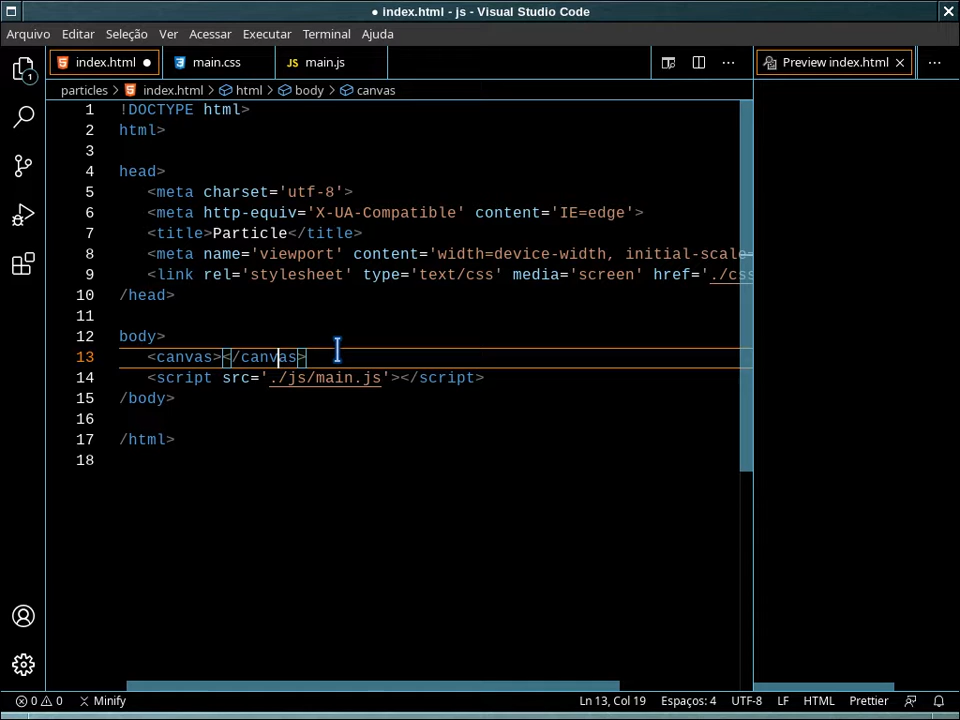 ● index.html - js - Visual Studio Code
Arquivo Editar Seleção Ver Acessar Executar Terminal Ajuda
index.html ● main.css JS main.js Preview index.html
particles > index.html > html > body > canvas
1 !DOCTYPE html>
2 html>
3
4 head>
5 <meta charset='utf-8'>
6 <meta http-equiv='X-UA-Compatible' content='IE=edge'>
7 <title>Particle</title>
8 <meta name='viewport' content='width=device-width, initial-scale=
9 <link rel='stylesheet' type='text/css' media='screen' href='./css
10 /head>
11
12 body>
13 <canvas></canvas>
14 <script src='./js/main.js'></script>
15 /body>
16
17 /html>
18
1
0 0 Minify Ln 13, Col 19 Espaços: 4 UTF-8 LF HTML Prettier